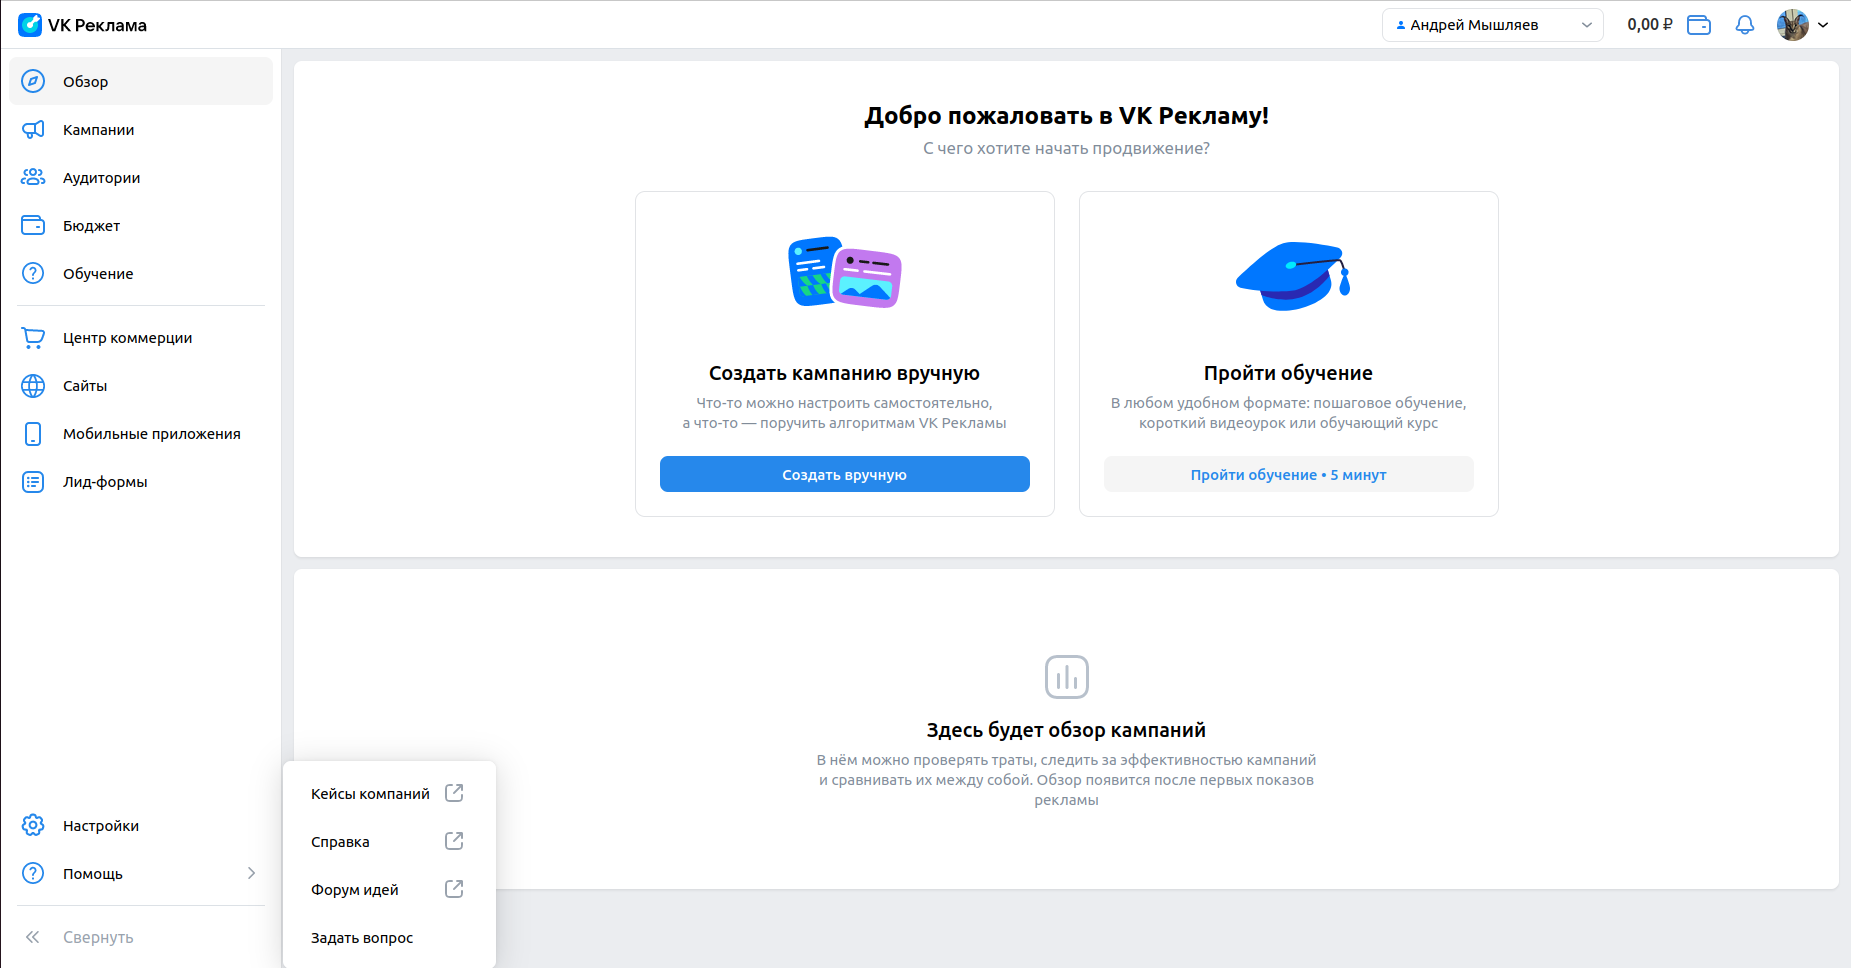 VK Реклама
Андрей Мышляев
0,00 ₽
Обзор
Кампании
Аудитории
Бюджет
Обучение
Центр коммерции
Сайты
Мобильные приложения
Лид-формы
Настройки
Помощь
Свернуть
Добро пожаловать в VK Рекламу!
С чего хотите начать продвижение?
Создать кампанию вручную
Что-то можно настроить самостоятельно,
а что-то — поручить алгоритмам VK Рекламы
Создать вручную
Пройти обучение
В любом удобном формате: пошаговое обучение,
короткий видеоурок или обучающий курс
Пройти обучение • 5 минут
Здесь будет обзор кампаний
В нём можно проверять траты, следить за эффективностью кампаний
и сравнивать их между собой. Обзор появится после первых показов
рекламы
Кейсы компаний
Справка
Форум идей
Задать вопрос